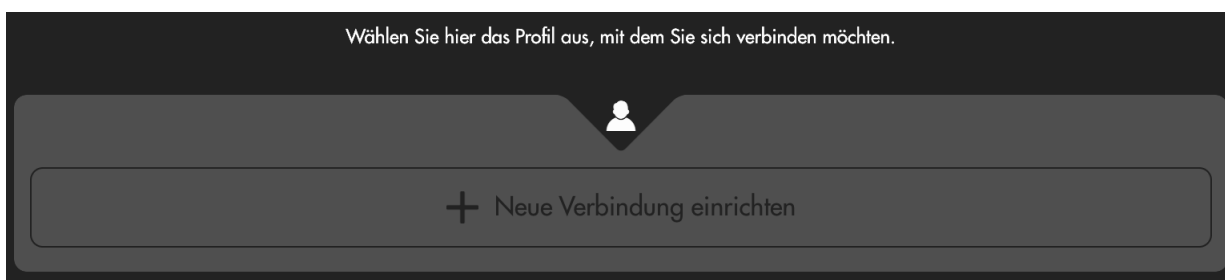 Wählen Sie hier das Profil aus, mit dem Sie sich verbinden möchten.
+ Neue Verbindung einrichten